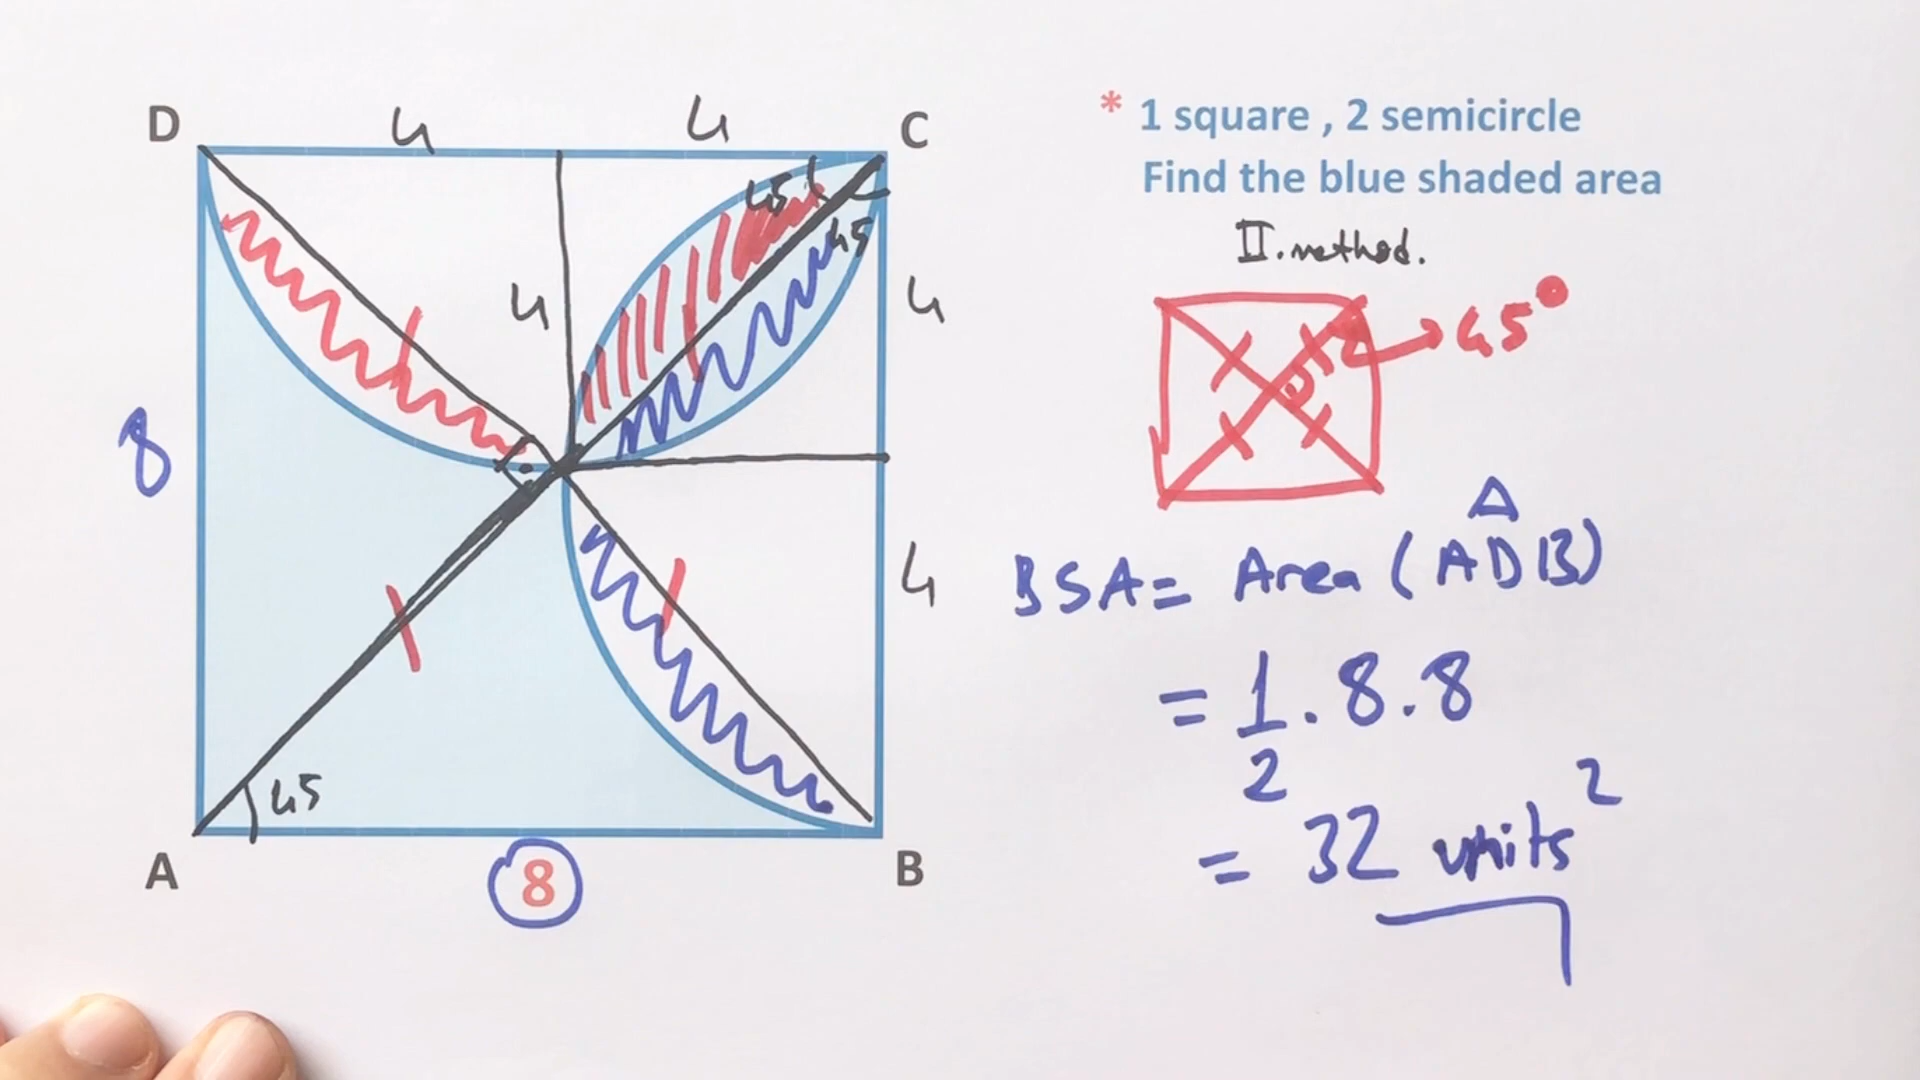 * 1 square , 2 semicircle
Find the blue shaded area
II. method.
D
4
4
C
45
45
4
4
45°
8
BSA = Area (ADB)
4
= 1/2 . 8 . 8
45
= 32 units²
A
8
B